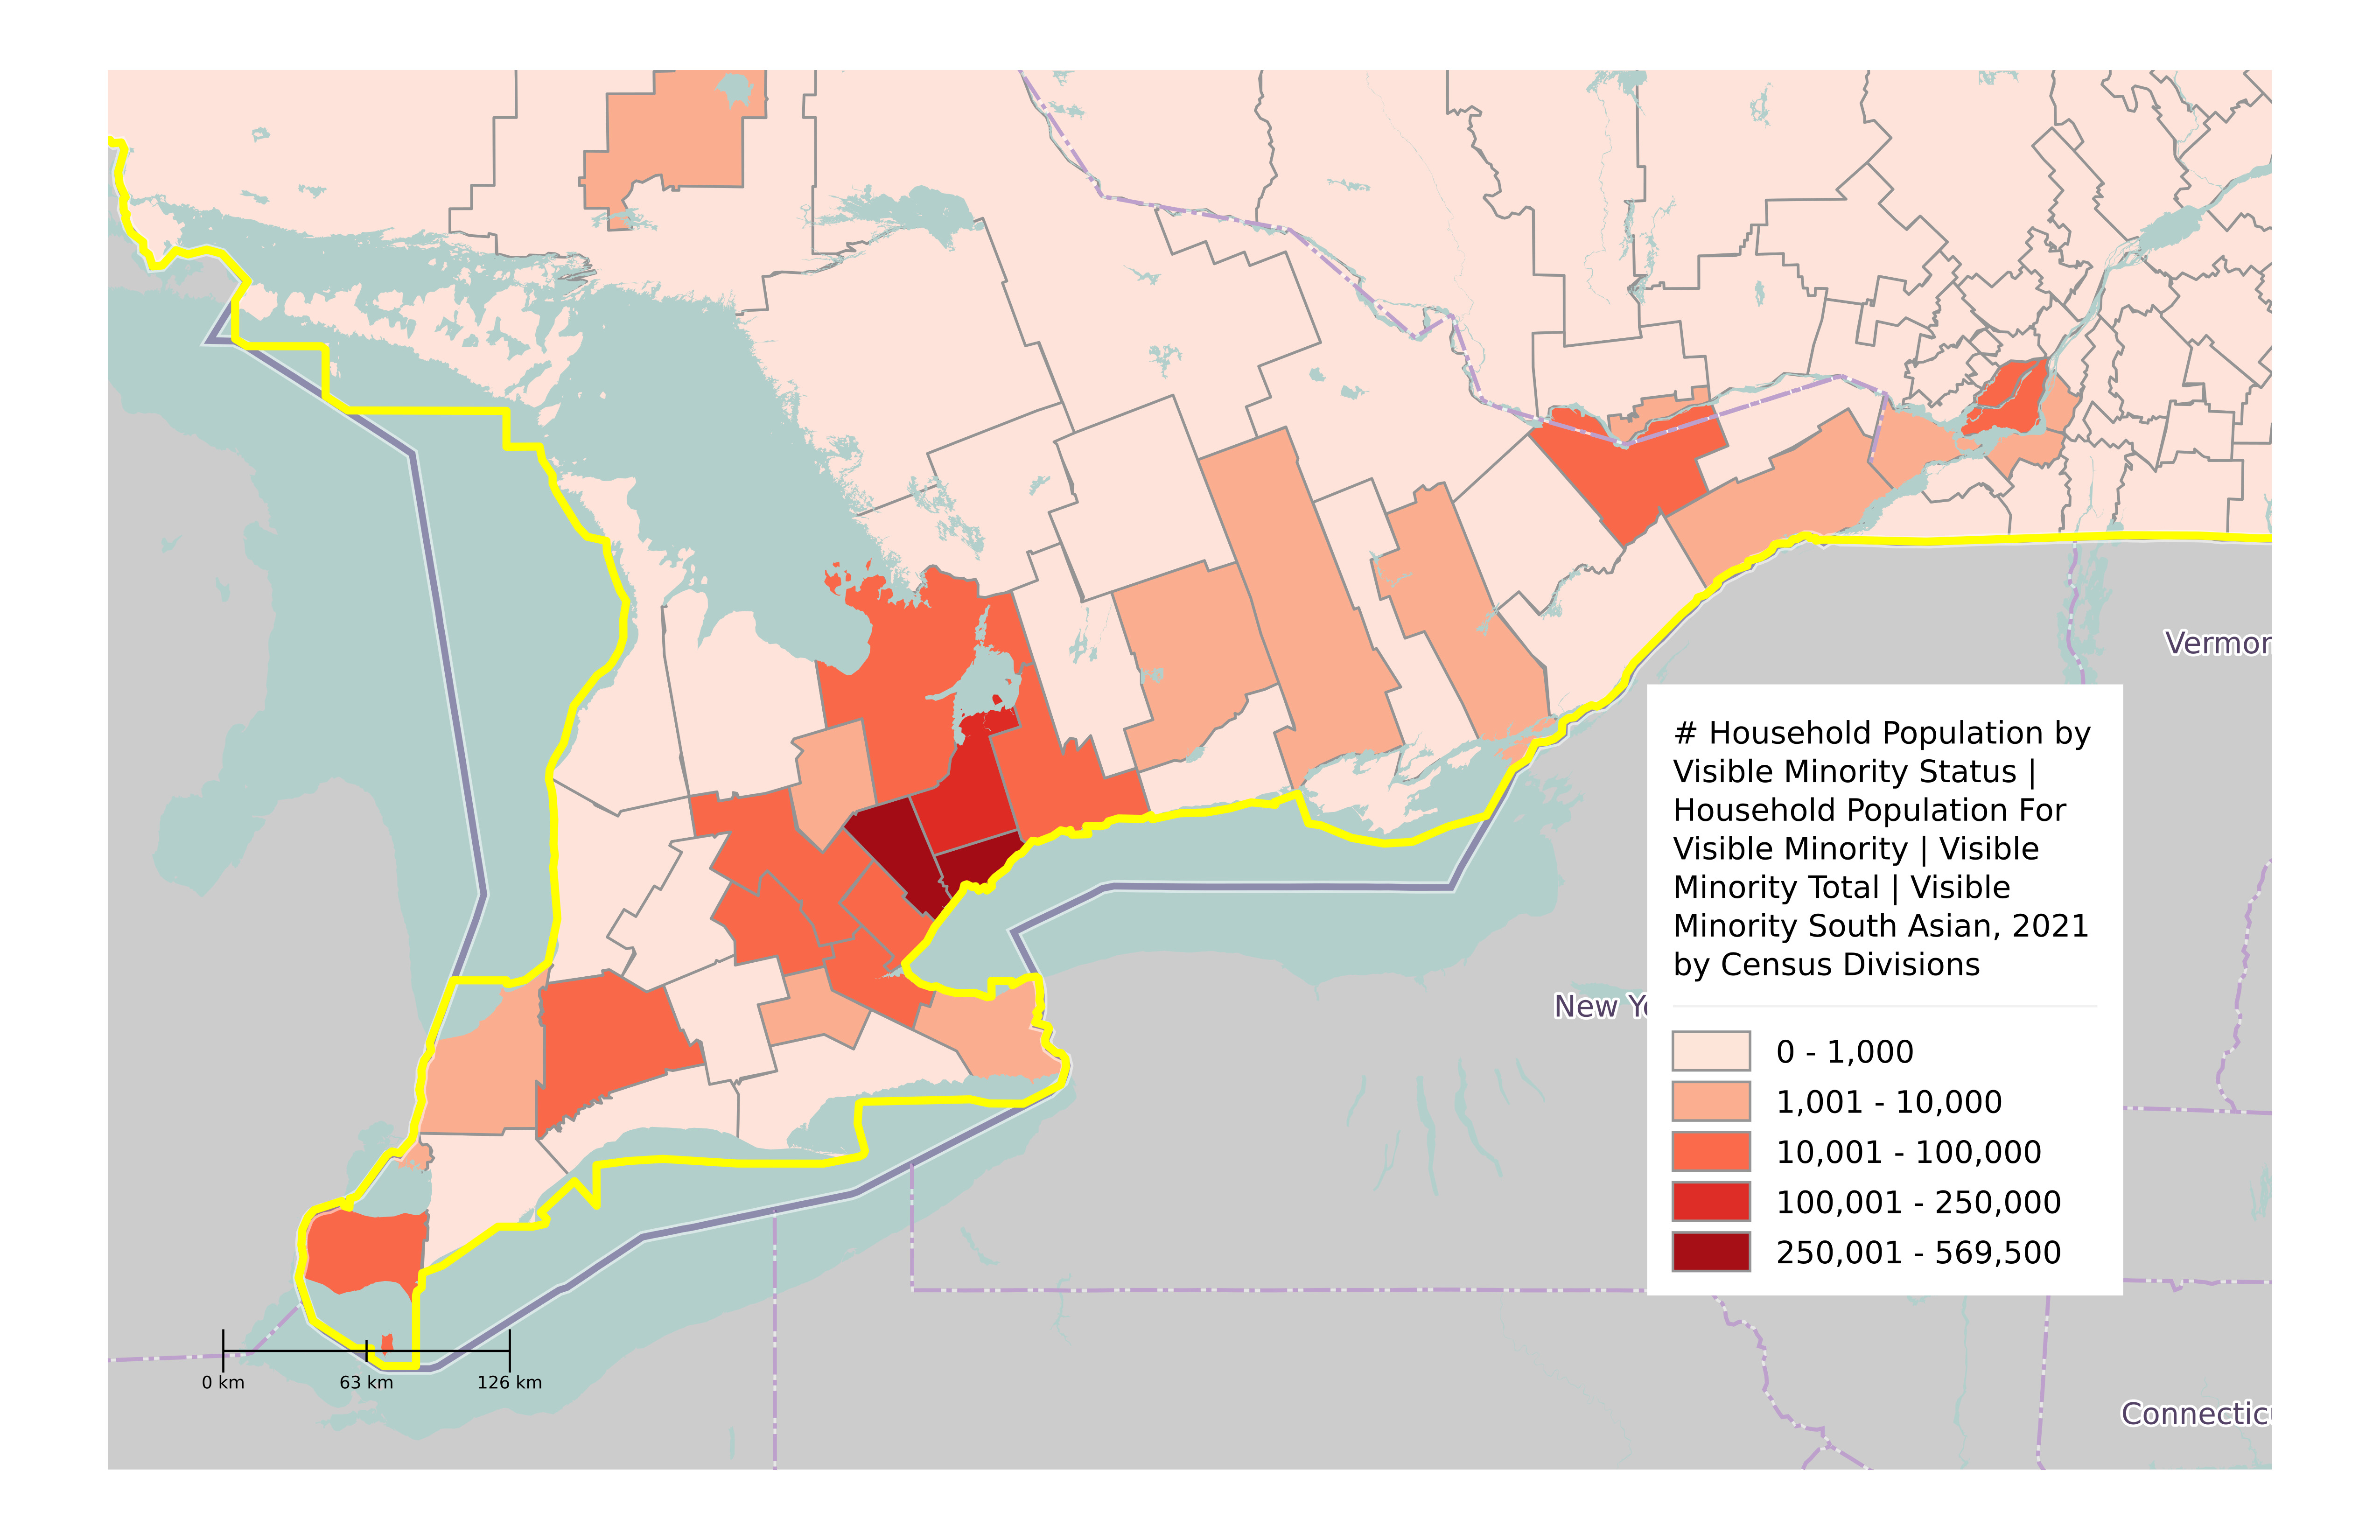 Vermon
# Household Population by
Visible Minority Status |
Household Population For
Visible Minority | Visible
Minority Total | Visible
Minority South Asian, 2021
by Census Divisions
New Yo
0 - 1,000
1,001 - 10,000
10,001 - 100,000
100,001 - 250,000
250,001 - 569,500
0 km 63 km 126 km
Connectic